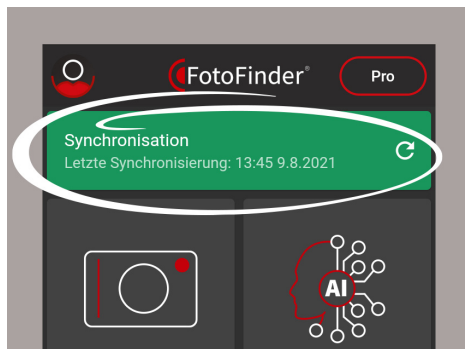 FotoFinder®
Pro
Synchronisation
Letzte Synchronisierung: 13:45 9.8.2021
AI